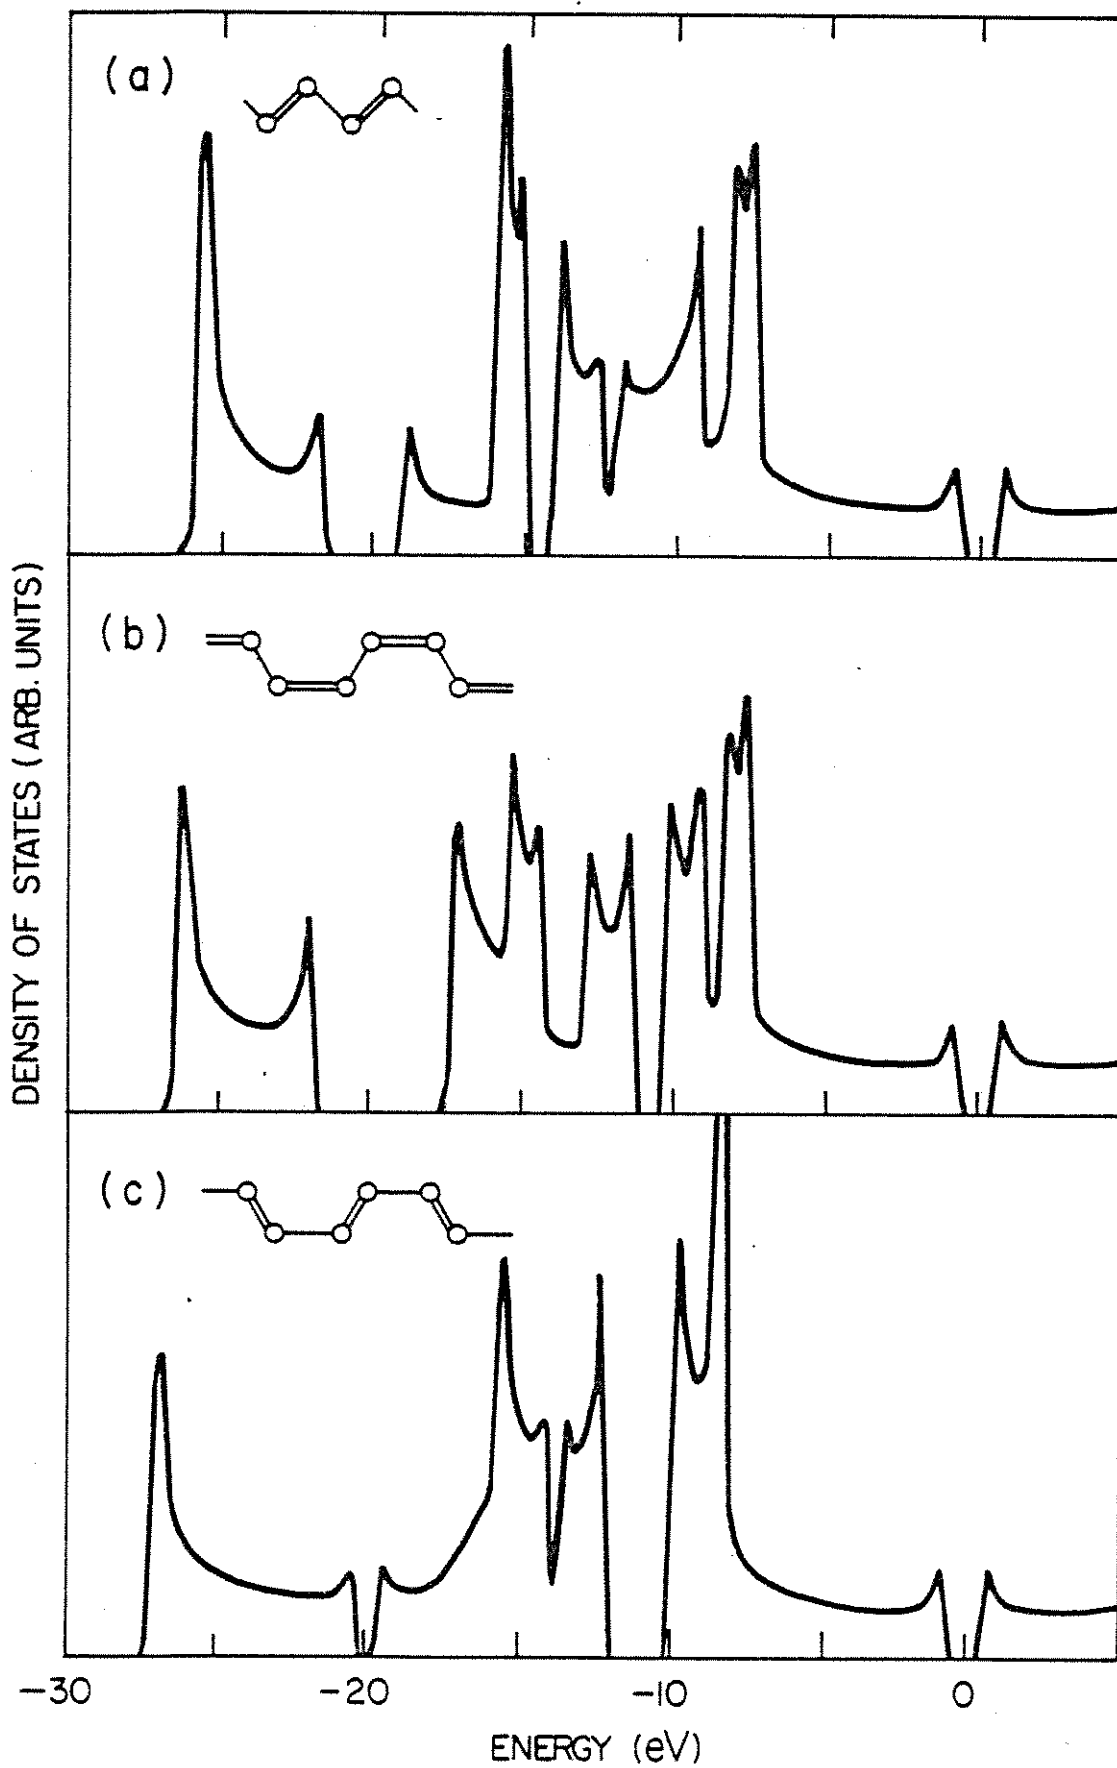 (a)
(b)
(c)
DENSITY OF STATES (ARB. UNITS)
-30 -20 -10 0
ENERGY (eV)